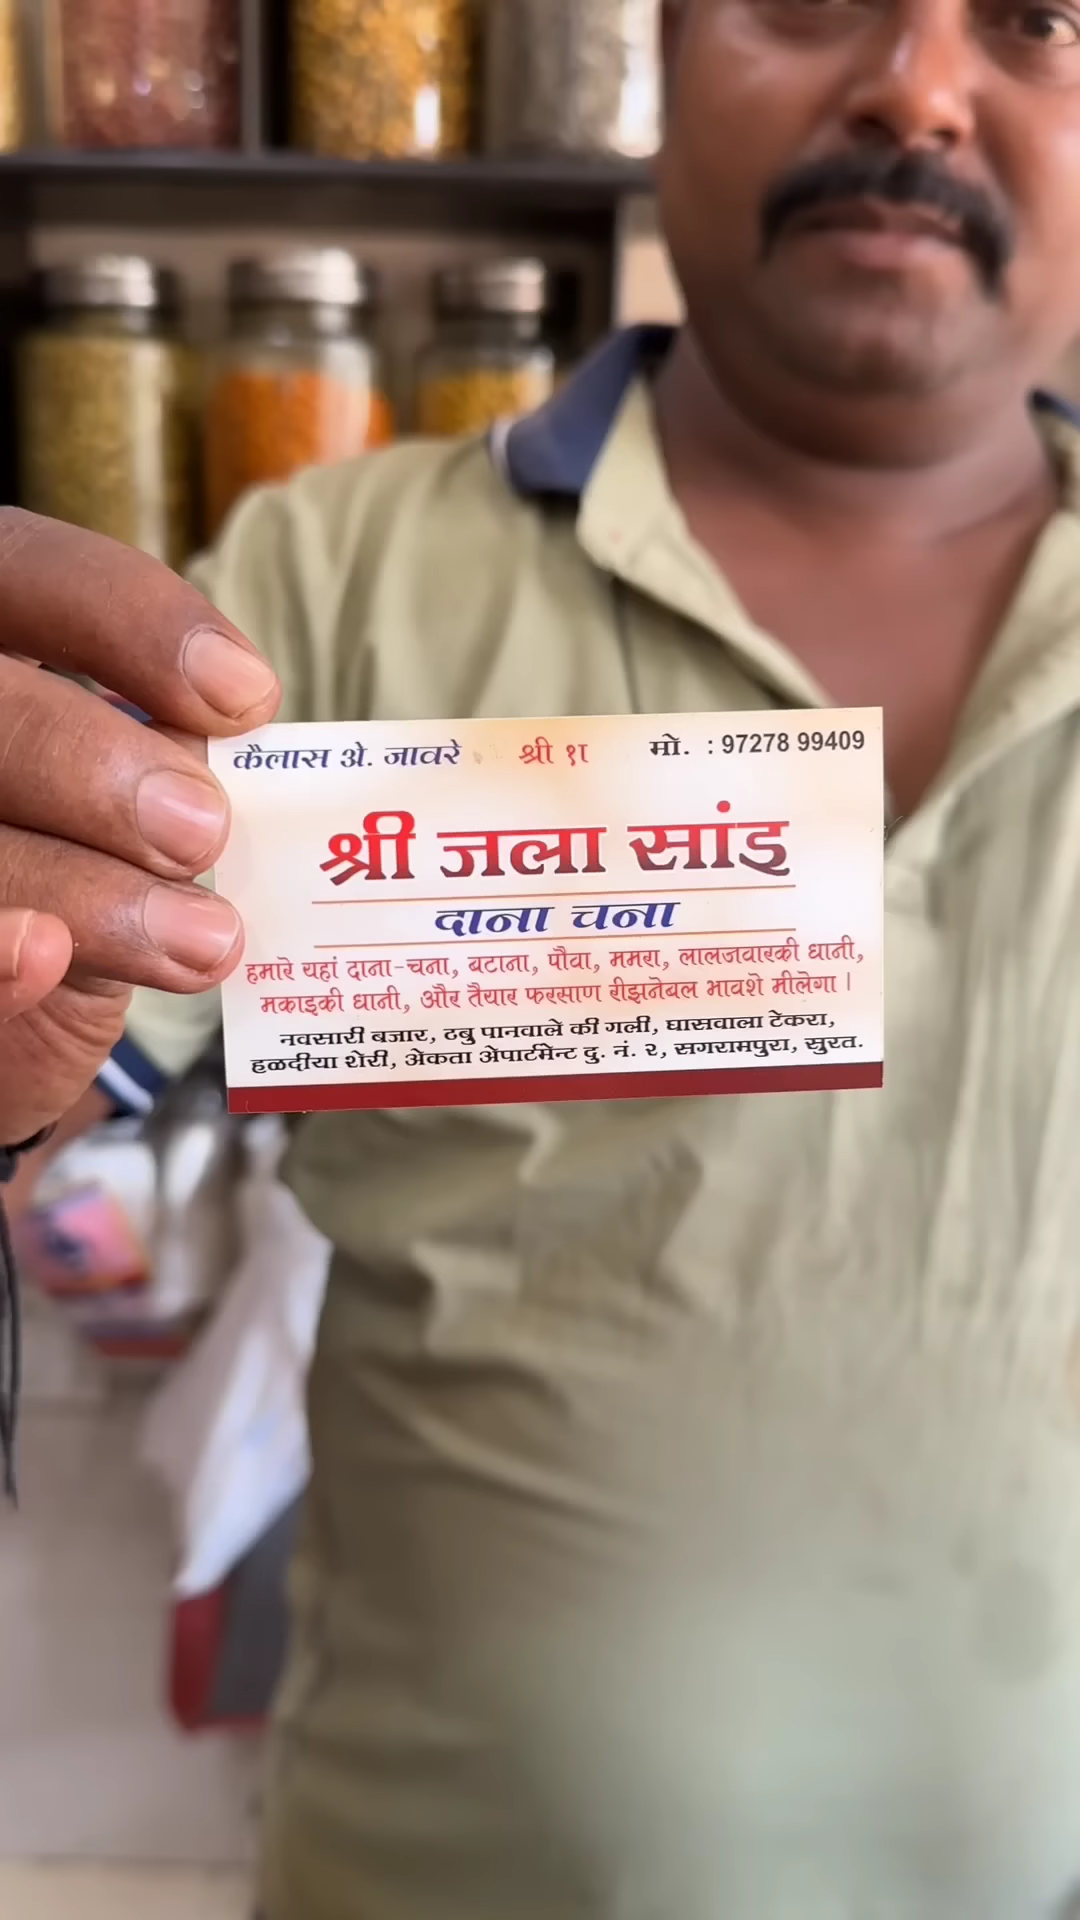 कैलास ओ. जावरे श्री १८ मो. : 97278 99409
श्री जला सांइ
दाना चना
हमारे यहां दाना-चना, बटाना, पौवा, ममरा, लालजवारकी धानी,
मकाइकी धानी, और तैयार फरसाण रीझनेबल भावशे मीलेगा ।
नवसारी बजार, टबु पानवाले की गली, घासवाला टेकरा,
हळदीया शेरी, अेकता अेपार्टमेन्ट दु. नं. २, सगरामपुरा, सुरत.